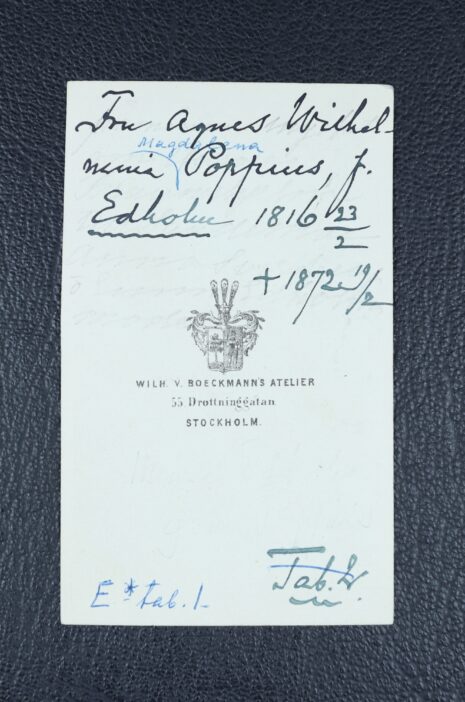 Fru Agnes Wilhel-
Magdalena
mina Poppius, f.
Edholm 1816 23/2
+ 1872 19/2
WILH. V. BOECKMANNS ATELIER
55 Drottninggatan
STOCKHOLM.
Tab.
E * tab. 1